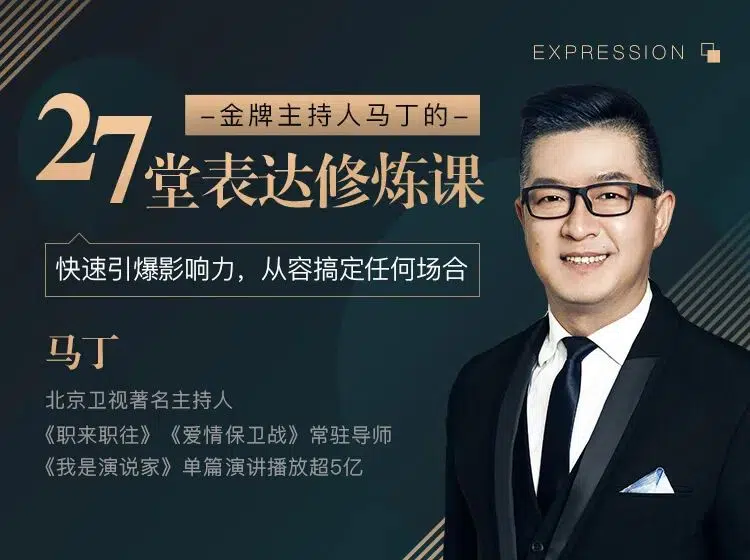 EXPRESSION
–金牌主持人马丁的–
27堂表达修炼课
快速引爆影响力，从容搞定任何场合
马丁
北京卫视著名主持人
《职来职往》《爱情保卫战》常驻导师
《我是演说家》单篇演讲播放超5亿